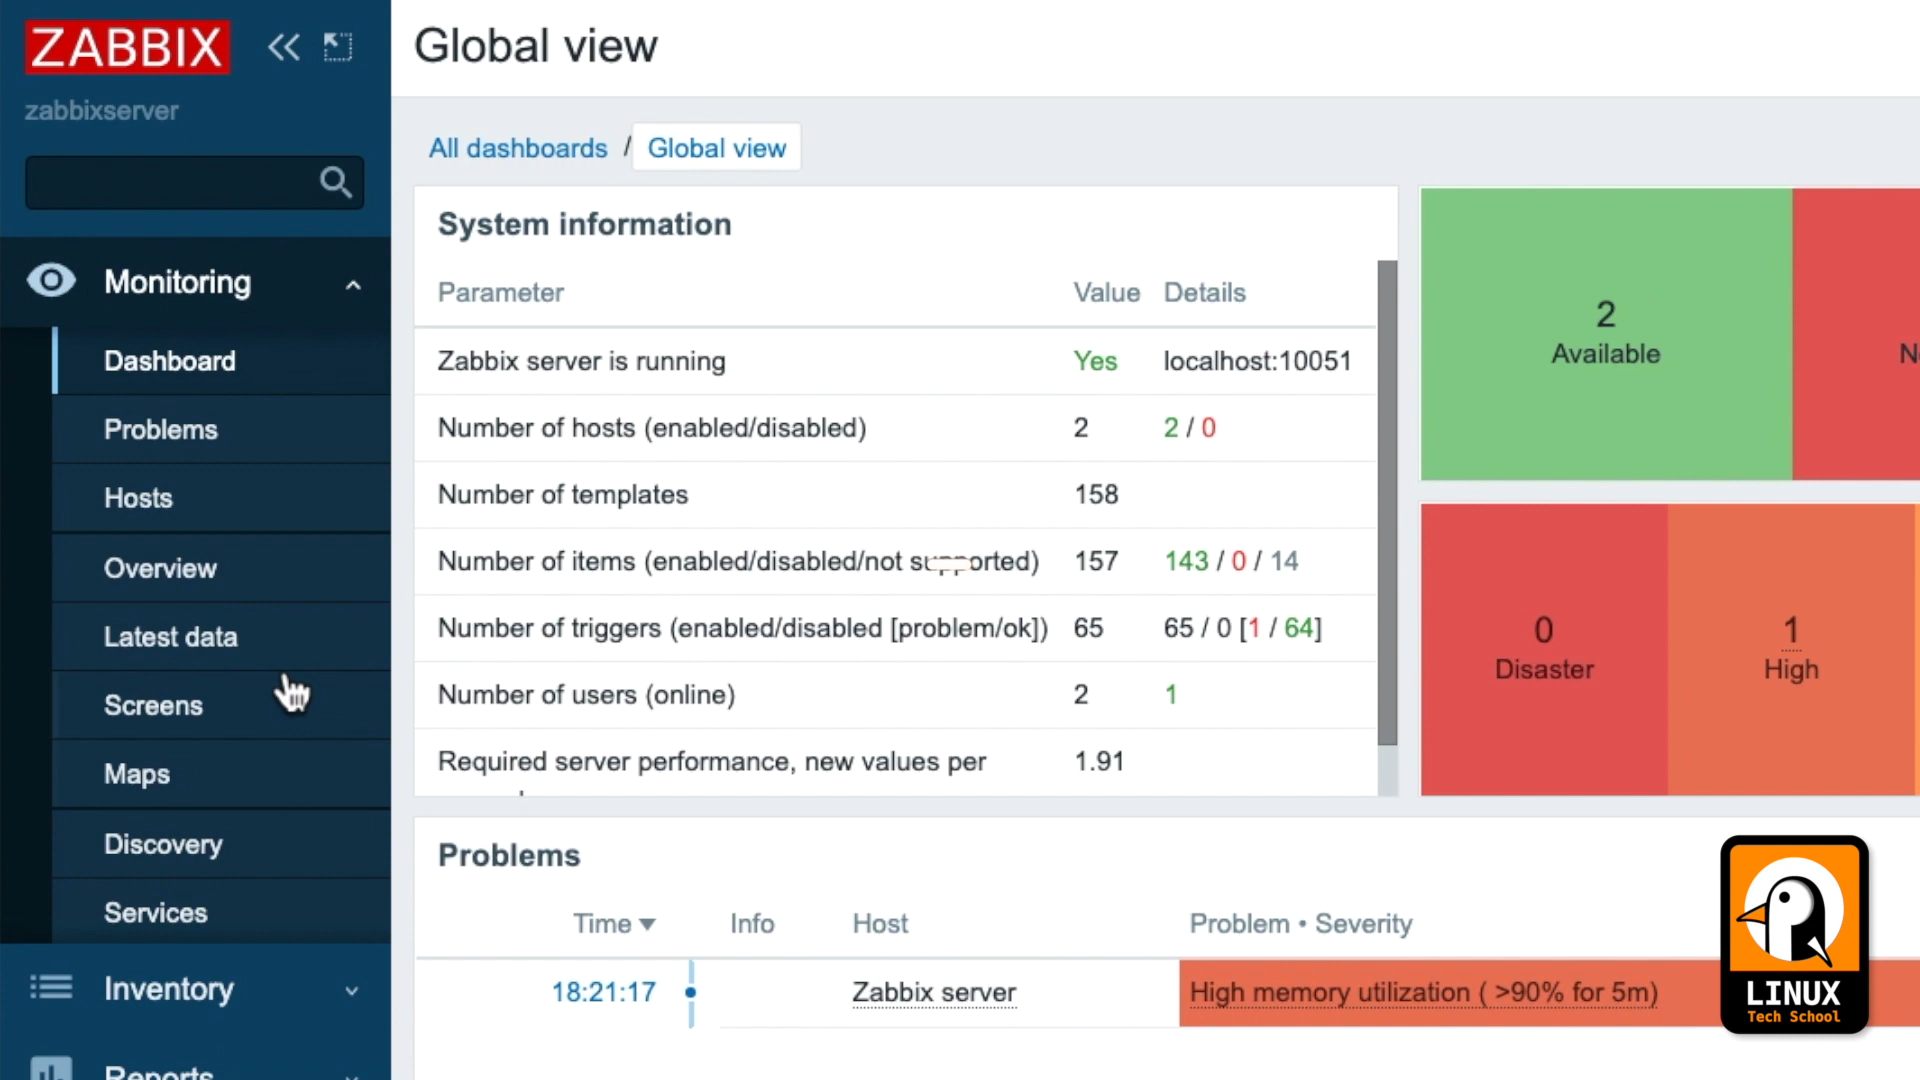 ZABBIX
zabbixserver
Monitoring
Dashboard
Problems
Hosts
Overview
Latest data
Screens
Maps
Discovery
Services
Inventory
Reports
Global view
All dashboards / Global view
System information
Parameter Value Details
Zabbix server is running Yes localhost:10051
Number of hosts (enabled/disabled) 2 2 / 0
Number of templates 158
Number of items (enabled/disabled/not supported) 157 143 / 0 / 14
Number of triggers (enabled/disabled [problem/ok]) 65 65 / 0 [1 / 64]
Number of users (online) 2 1
Required server performance, new values per 1.91
2
Available
0
Disaster
1
High
Problems
Time ▼ Info Host Problem • Severity
18:21:17 Zabbix server High memory utilization ( >90% for 5m)
LINUX
Tech School